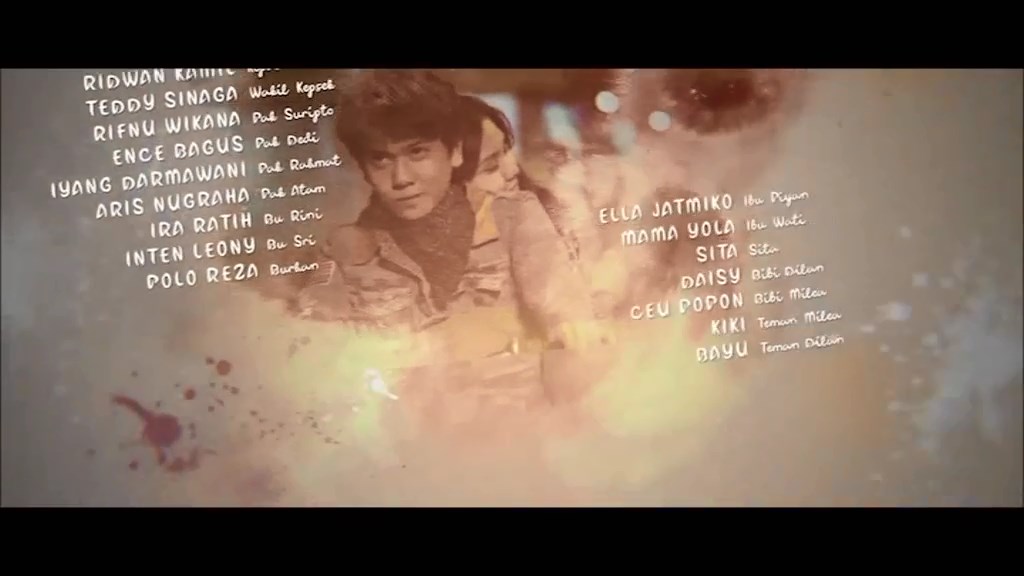 RIDWAN KAMIL
TEDDY SINAGA Wakil Kepsek
RIFNU WIKANA Pak Suripto
ENCE BAGUS Pak Dedi
IYANG DARMAWANI Pak Rahmat
ARIS NUGRAHA Pak Atam
IRA RATIH Bu Rini
INTEN LEONY Bu Sri
POLO REZA Burhan
ELLA JATMIKO Ibu Piyan
MAMA YOLA Ibu Wati
SITA Sita
DAISY Bibi Dilan
CEU POPON Bibi Milea
KIKI Teman Milea
BAYU Teman Dilan